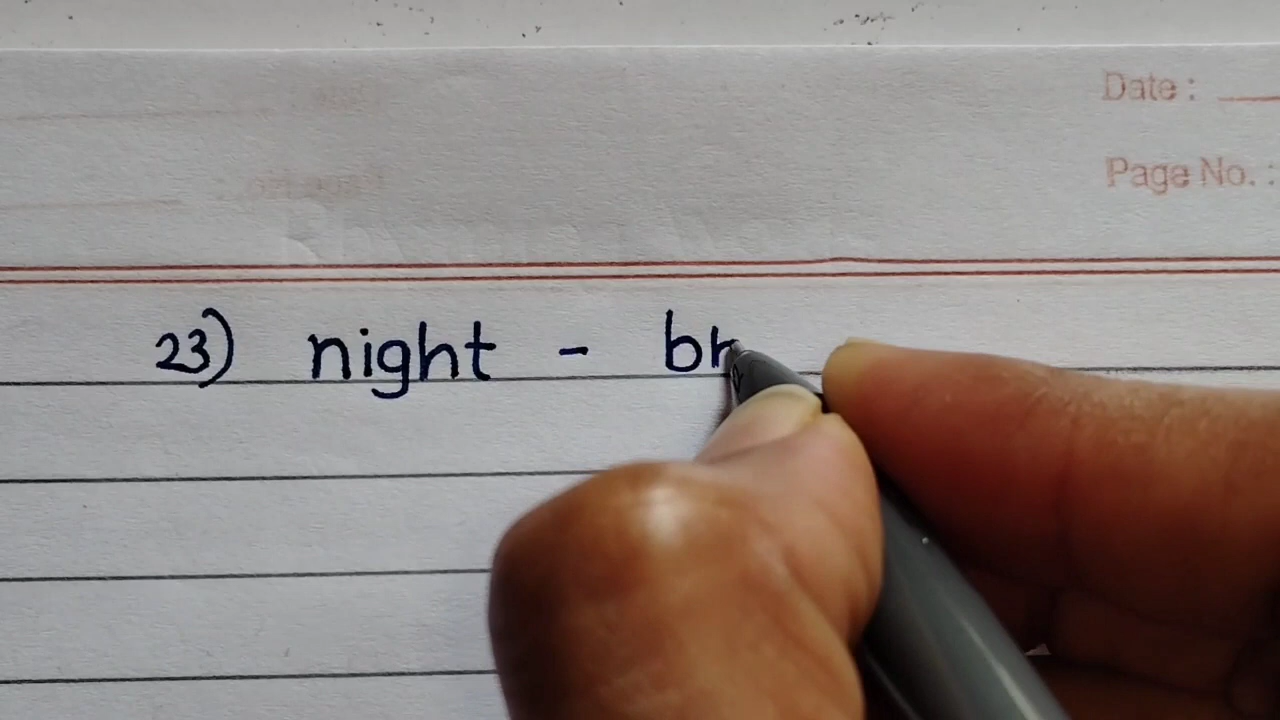 Date :
Page No. :
23) night - br